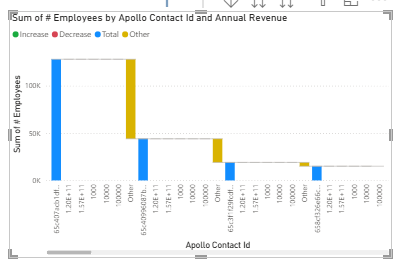 Sum of # Employees by Apollo Contact Id and Annual Revenue
Increase Decrease Total Other
Sum of # Employees
100K
50K
0K
1.20E+11
1.57E+11
1000
10000
100000
Other
1.20E+11
1.57E+11
1000
10000
100000
Other
1.20E+11
1.57E+11
1000
10000
100000
Other
1.20E+11
1.57E+11
1000
10000
100000
Apollo Contact Id